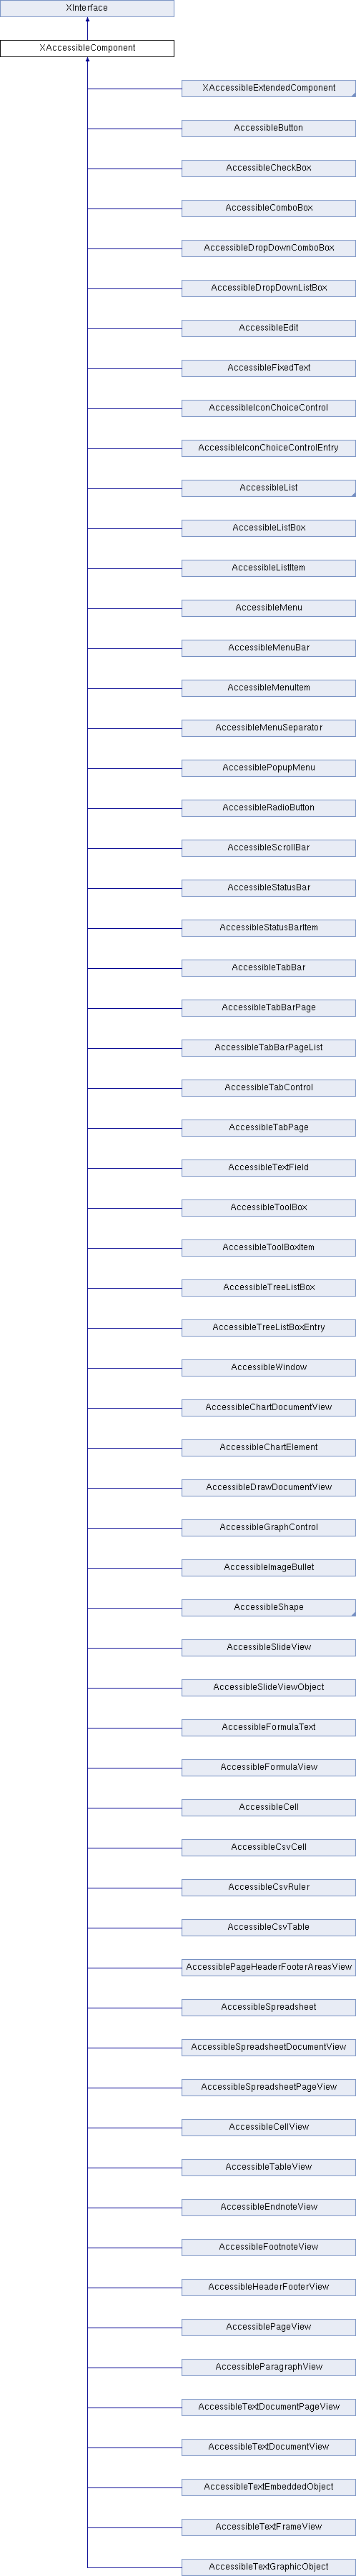 XInterface
XAccessibleComponent
XAccessibleExtendedComponent
AccessibleButton
AccessibleCheckBox
AccessibleComboBox
AccessibleDropDownComboBox
AccessibleDropDownListBox
AccessibleEdit
AccessibleFixedText
AccessibleIconChoiceControl
AccessibleIconChoiceControlEntry
AccessibleList
AccessibleListBox
AccessibleListItem
AccessibleMenu
AccessibleMenuBar
AccessibleMenuItem
AccessibleMenuSeparator
AccessiblePopupMenu
AccessibleRadioButton
AccessibleScrollBar
AccessibleStatusBar
AccessibleStatusBarItem
AccessibleTabBar
AccessibleTabBarPage
AccessibleTabBarPageList
AccessibleTabControl
AccessibleTabPage
AccessibleTextField
AccessibleToolBox
AccessibleToolBoxItem
AccessibleTreeListBox
AccessibleTreeListBoxEntry
AccessibleWindow
AccessibleChartDocumentView
AccessibleChartElement
AccessibleDrawDocumentView
AccessibleGraphControl
AccessibleImageBullet
AccessibleShape
AccessibleSlideView
AccessibleSlideViewObject
AccessibleFormulaText
AccessibleFormulaView
AccessibleCell
AccessibleCsvCell
AccessibleCsvRuler
AccessibleCsvTable
AccessiblePageHeaderFooterAreasView
AccessibleSpreadsheet
AccessibleSpreadsheetDocumentView
AccessibleSpreadsheetPageView
AccessibleCellView
AccessibleTableView
AccessibleEndnoteView
AccessibleFootnoteView
AccessibleHeaderFooterView
AccessiblePageView
AccessibleParagraphView
AccessibleTextDocumentPageView
AccessibleTextDocumentView
AccessibleTextEmbeddedObject
AccessibleTextFrameView
AccessibleTextGraphicObject